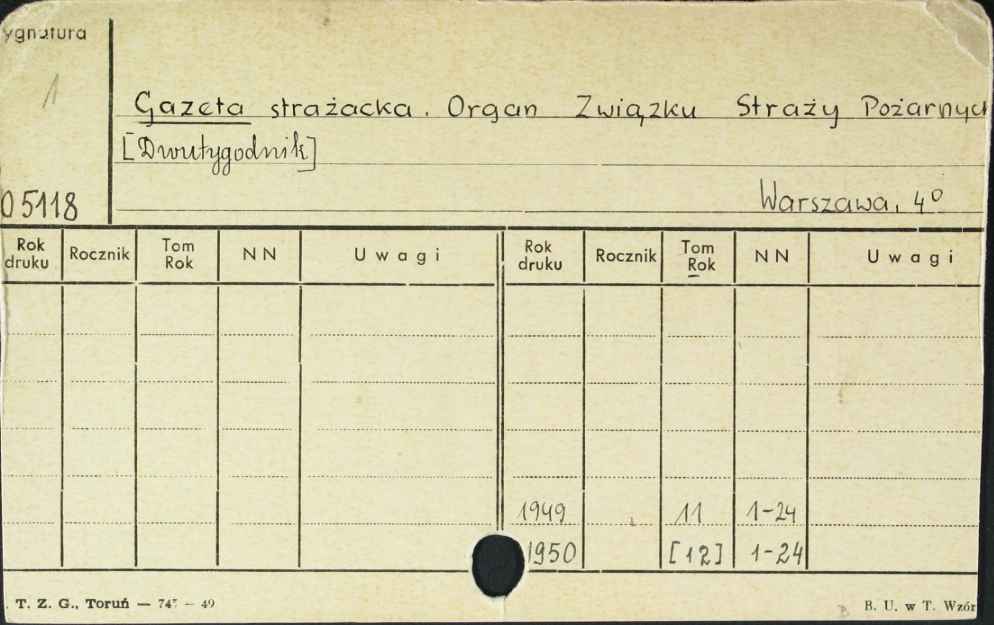 ygnatura
1
Gazeta strażacka. Organ Związku Straży Pożarnych
[Dwutygodnik]
05118
Warszawa, 4°
Rok druku Rocznik Tom Rok NN Uwagi Rok druku Rocznik Tom Rok NN Uwagi
1949 11 1-24
1950 [12] 1-24
. T. Z. G., Toruń — 747 — 49 B. U. w T. Wzór